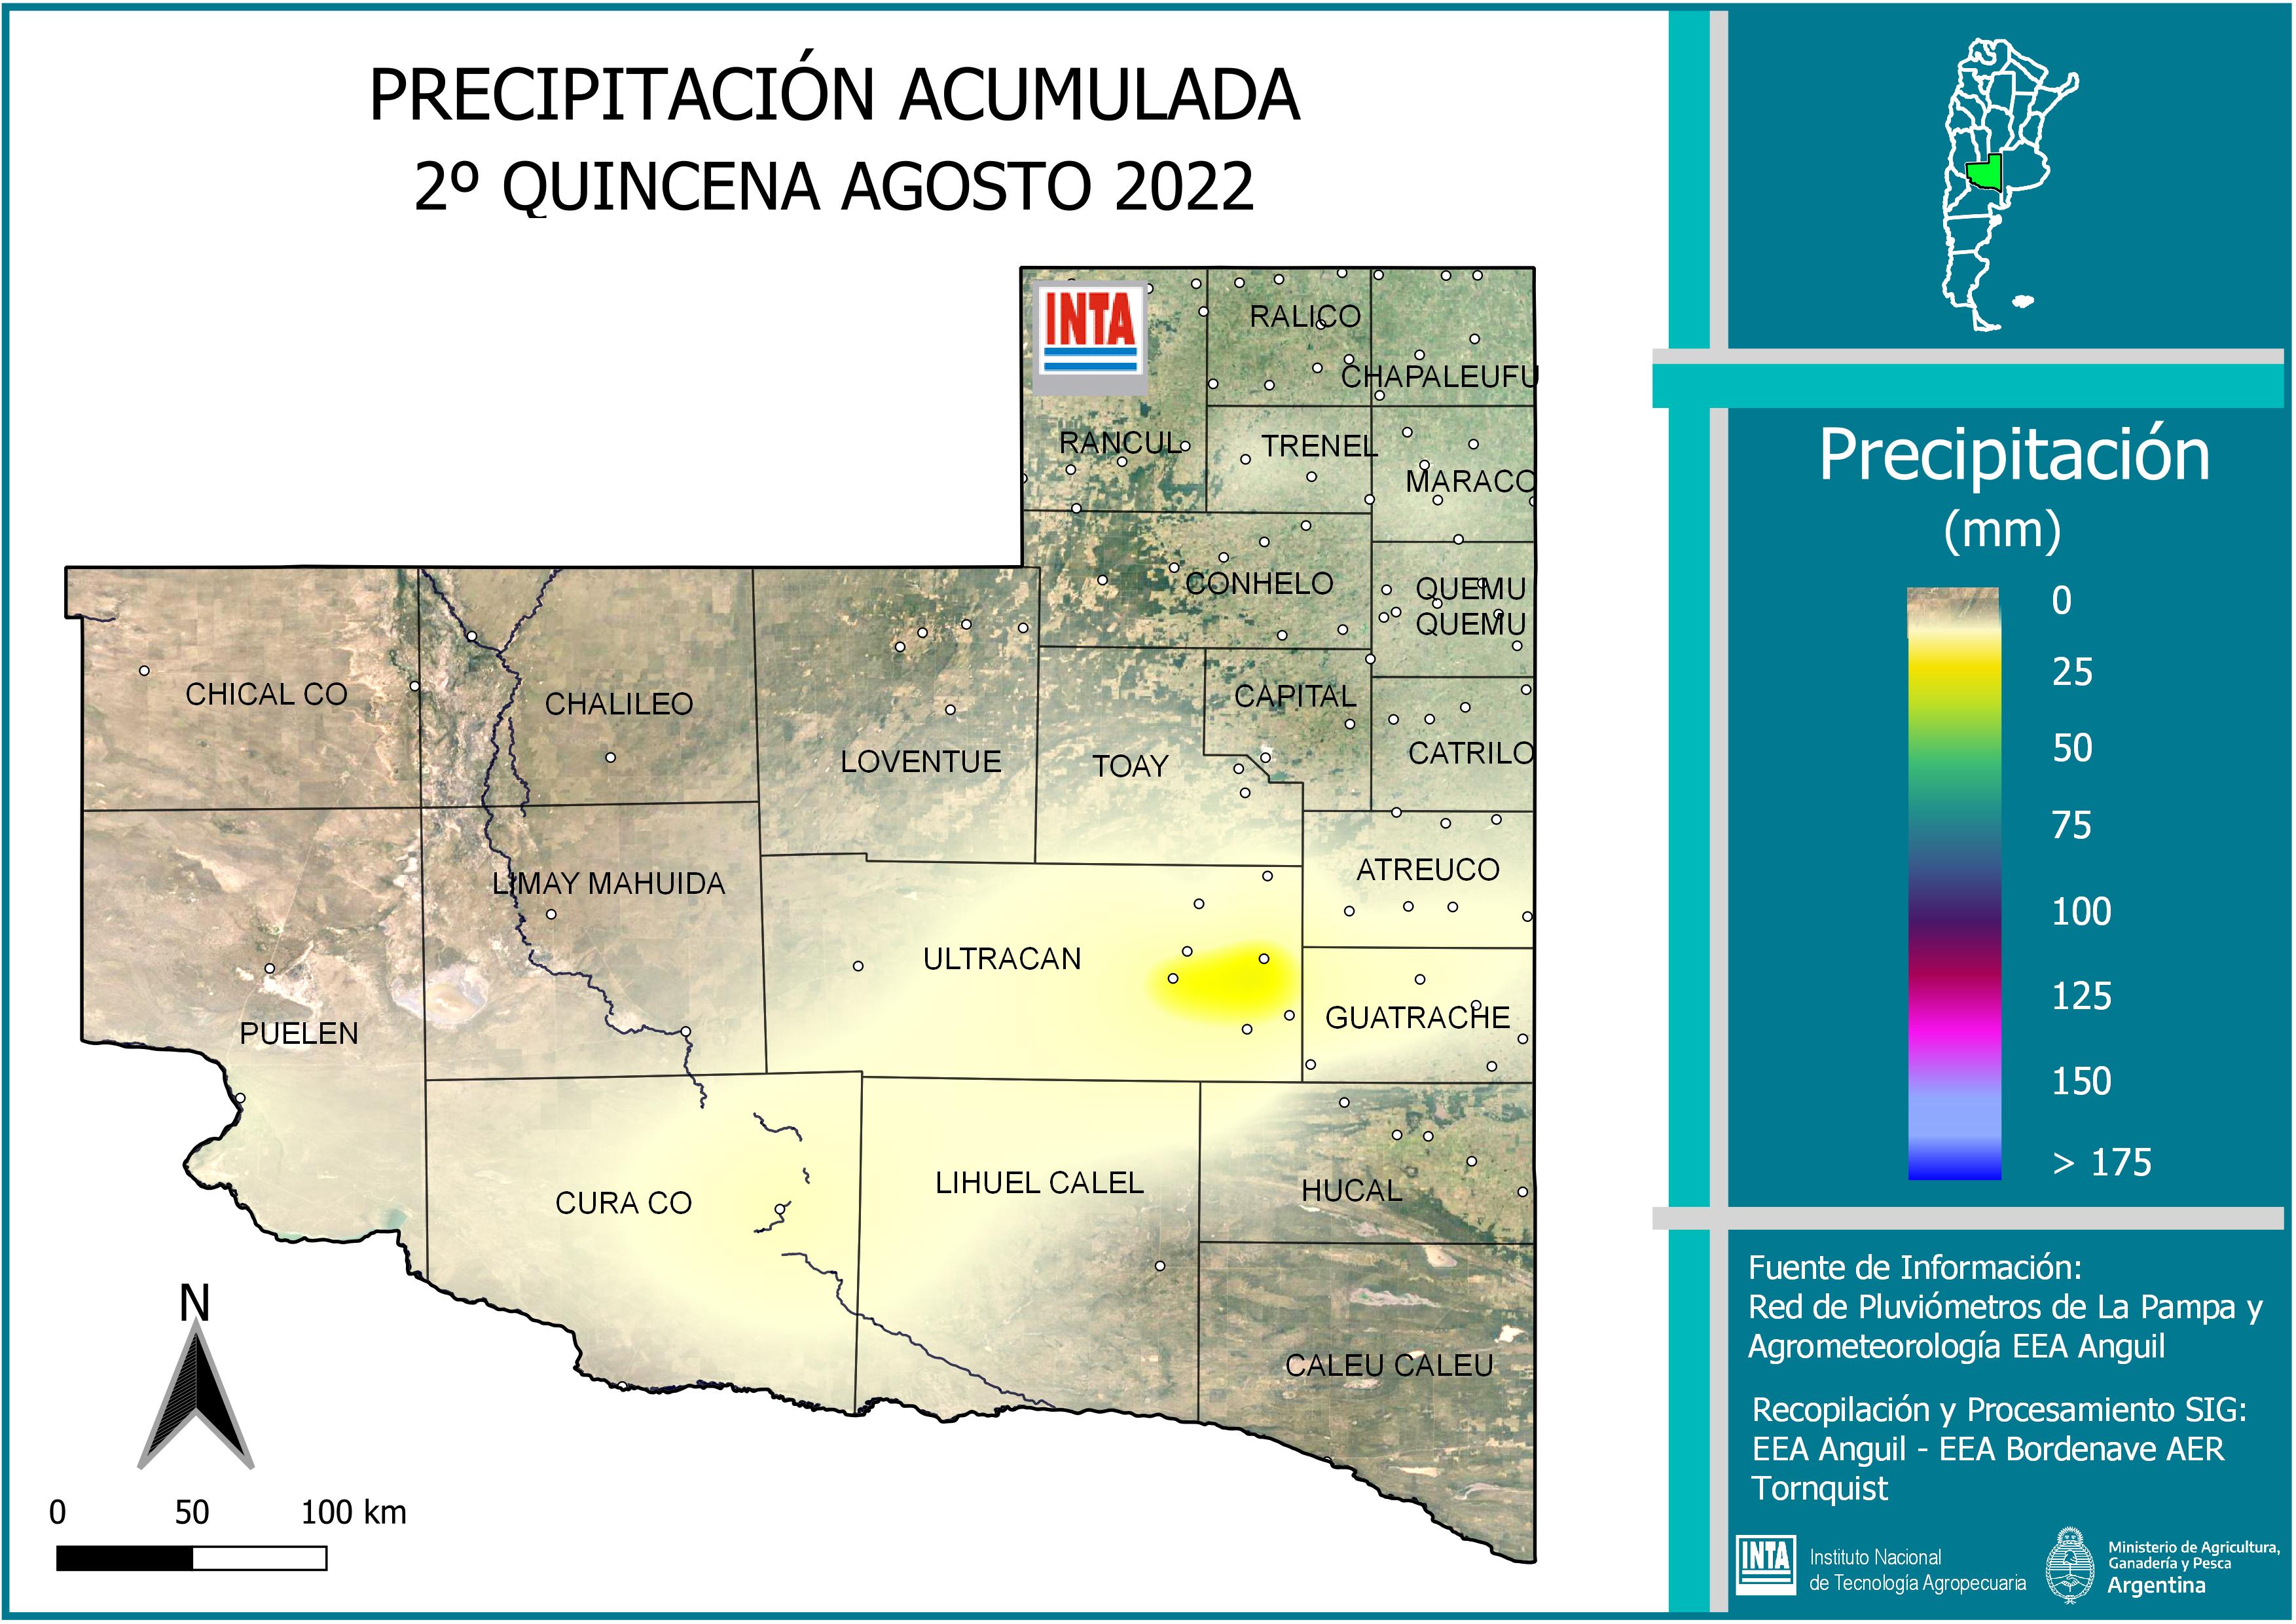 PRECIPITACIÓN ACUMULADA
2º QUINCENA AGOSTO 2022
INTA
RALICO
CHAPALEUFU
RANCUL
TRENEL
MARACO
CONHELO
QUEMU
QUEMU
CHICAL CO
CHALILEO
CAPITAL
LOVENTUE
TOAY
CATRILO
LIMAY MAHUIDA
ATREUCO
ULTRACAN
PUELEN
GUATRACHE
CURA CO
LIHUEL CALEL
HUCAL
CALEU CALEU
N
0 50 100 km
Precipitación
(mm)
0
25
50
75
100
125
150
> 175
Fuente de Información:
Red de Pluviómetros de La Pampa y
Agrometeorología EEA Anguil
Recopilación y Procesamiento SIG:
EEA Anguil - EEA Bordenave AER
Tornquist
INTA
Instituto Nacional
de Tecnología Agropecuaria
Ministerio de Agricultura,
Ganadería y Pesca
Argentina